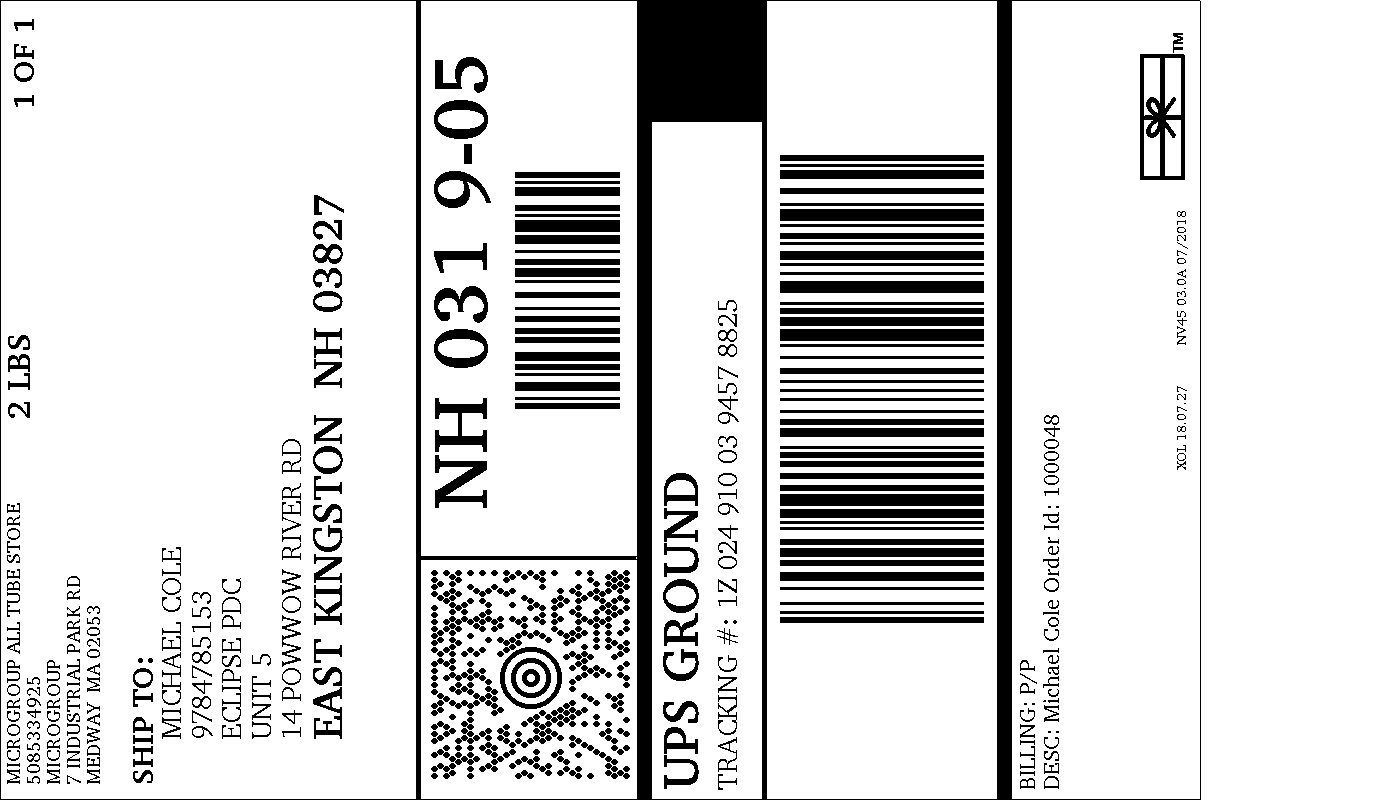 MICROGROUP ALL TUBE STORE
5085334925
MICROGROUP
7 INDUSTRIAL PARK RD
MEDWAY MA 02053
2 LBS
1 OF 1
SHIP TO:
MICHAEL COLE
9784785153
ECLIPSE PDC
UNIT 5
14 POWWOW RIVER RD
EAST KINGSTON NH 03827
NH 031 9-05
UPS GROUND
TRACKING #: 1Z 024 910 03 9457 8825
BILLING: P/P
DESC: Michael Cole Order Id: 1000048
XOL 18.07.27 NV45 03.0A 07/2018
TM